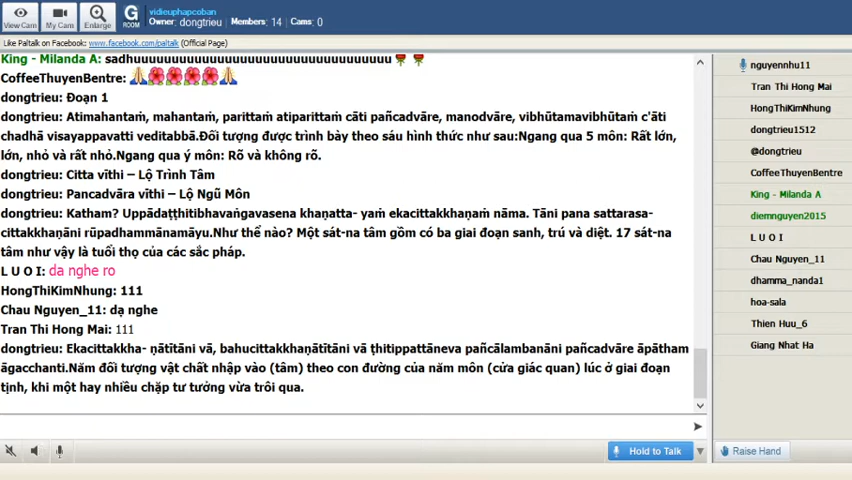 vidieuphapcoban
Owner: dongtrieu Members: 14 Cams: 0
View Cam My Cam Enlarge G ROOM
Like Paltalk on Facebook: www.facebook.com/paltalk (Official Page)
King - Milanda A: sadhuuuuuuuuuuuuuuuuuuuuuuuuuuuuuuuuuuuuu
CoffeeThuyenBentre:
dongtrieu: Đoạn 1
dongtrieu: Atimahantaṁ, mahantaṁ, parittaṁ atiparittaṁ cāti pañcadvāre, manodvāre, vibhūtamavibhūtaṁ c'āti
chadhā visayappavatti veditabbā.Đối tượng được trình bày theo sáu hình thức như sau:Ngang qua 5 môn: Rất lớn,
lớn, nhỏ và rất nhỏ.Ngang qua ý môn: Rõ và không rõ.
dongtrieu: Citta vīthi – Lộ Trình Tâm
dongtrieu: Pancadvāra vīthi – Lộ Ngũ Môn
dongtrieu: Katham? Uppādaṭṭhitibhavaṅgavasena khaṇatta- yaṁ ekacittakkhaṇaṁ nāma. Tāni pana sattarasa-
cittakkhaṇāni rūpadhammānamāyu.Như thế nào? Một sát-na tâm gồm có ba giai đoạn sanh, trú và diệt. 17 sát-na
tâm như vậy là tuổi thọ của các sắc pháp.
L U O I: da nghe ro
HongThiKimNhung: 111
Chau Nguyen_11: dạ nghe
Tran Thi Hong Mai: 111
dongtrieu: Ekacittakkha- ṇātītāni vā, bahucittakkhaṇātītāni vā ṭhitippattāneva pañcālambanāni pañcadvāre āpātham
āgacchanti.Năm đối tượng vật chất nhập vào (tâm) theo con đường của năm môn (cửa giác quan) lúc ở giai đoạn
tịnh, khi một hay nhiều chặp tư tưởng vừa trôi qua.
Hold to Talk
nguyennhu11
Tran Thi Hong Mai
HongThiKimNhung
dongtrieu1512
@dongtrieu
CoffeeThuyenBentre
King - Milanda A
diemnguyen2015
L U O I
Chau Nguyen_11
dhamma_nanda1
hoa-sala
Thien Huu_6
Giang Nhat Ha
Raise Hand